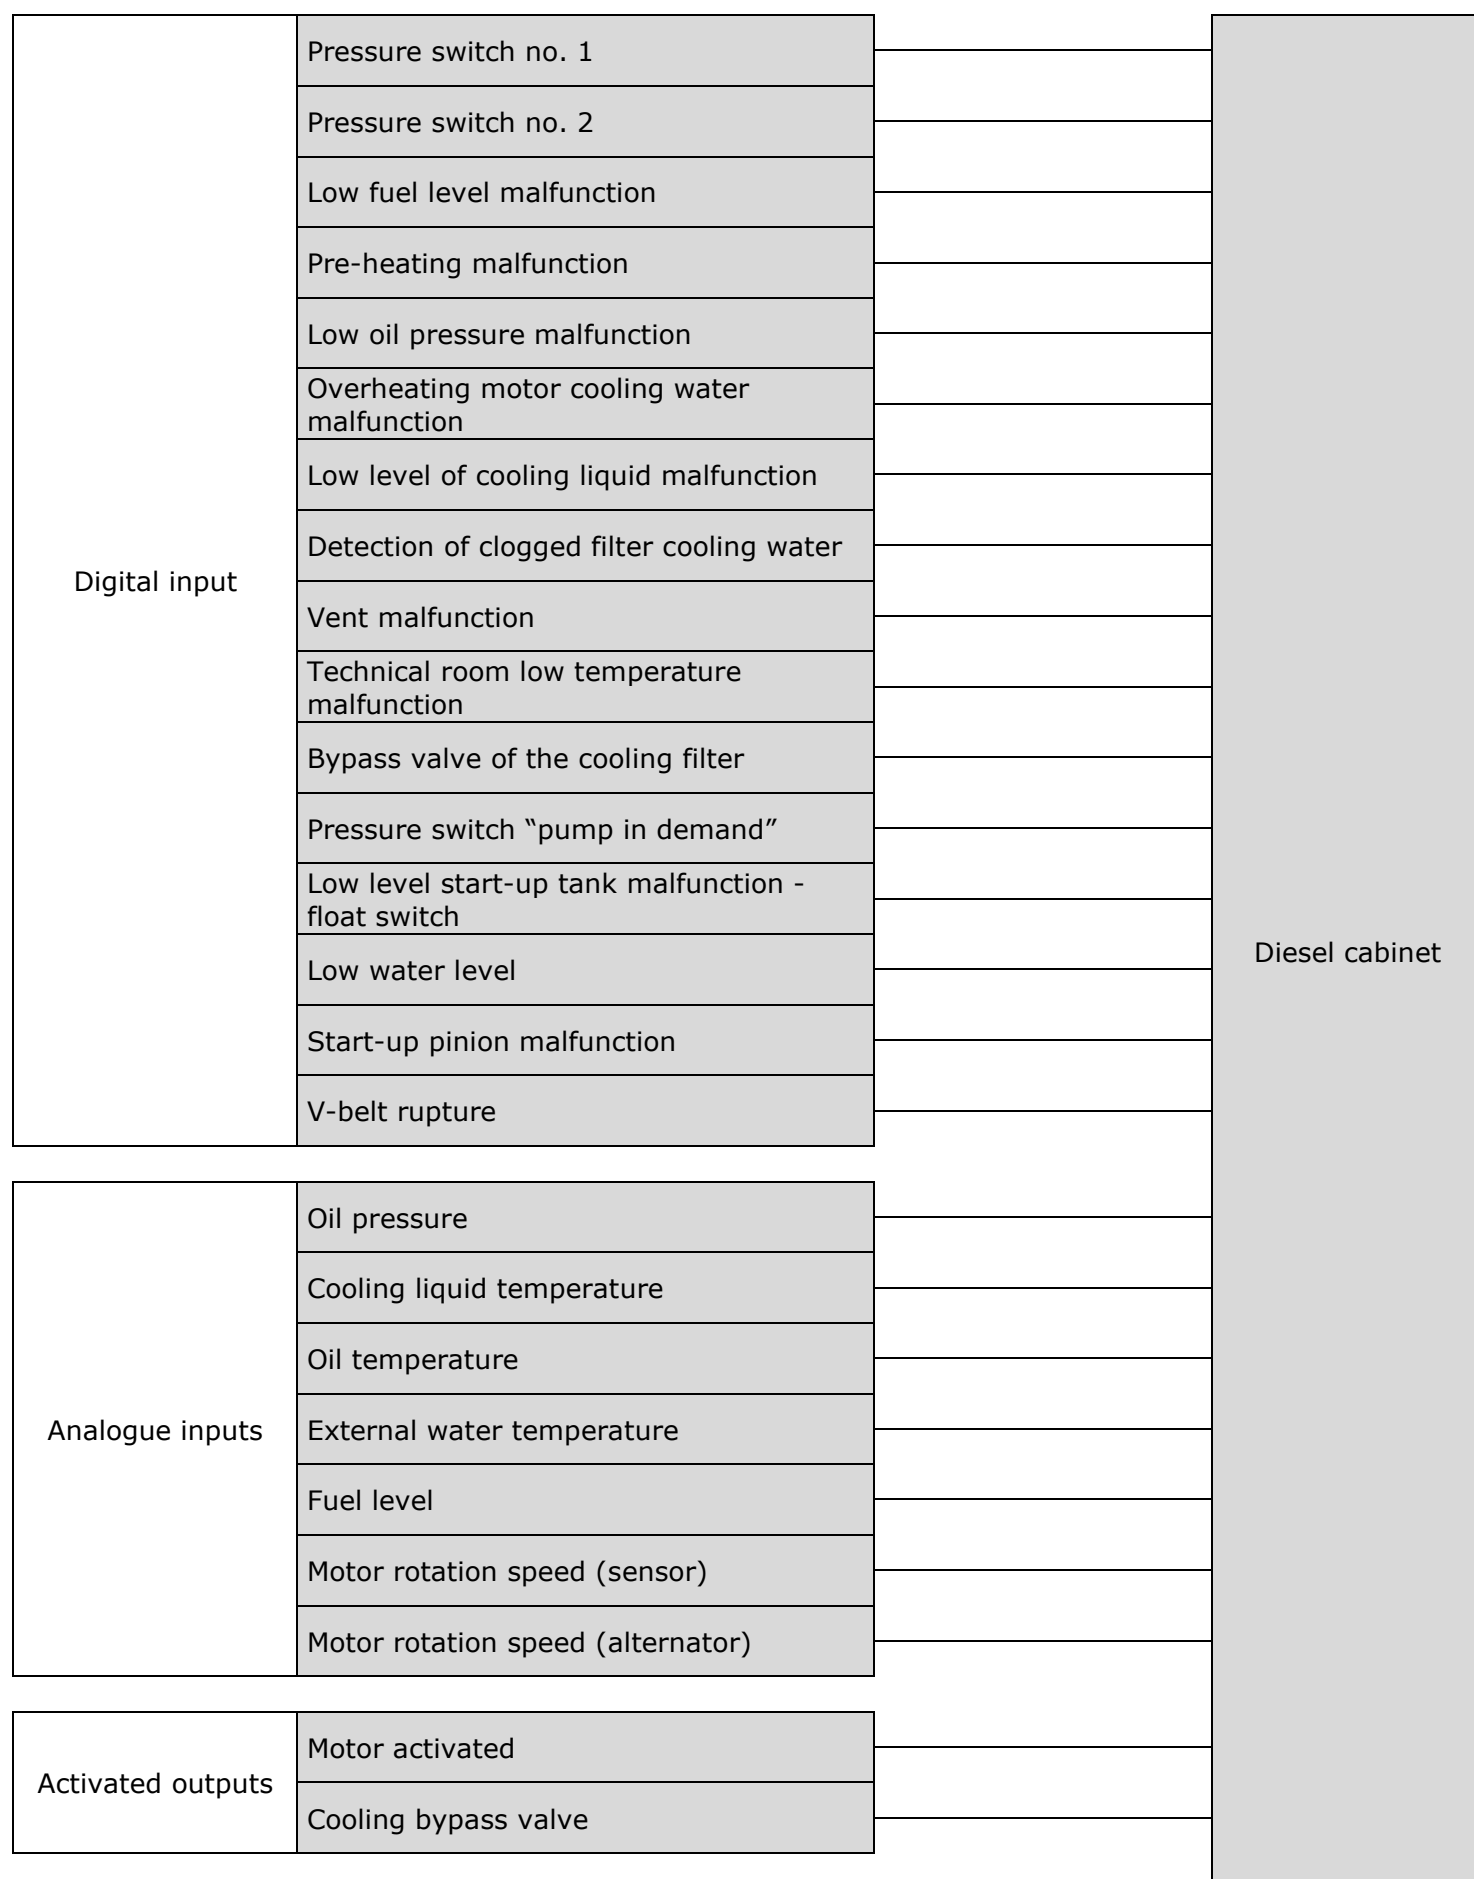 Pressure switch no. 1
Pressure switch no. 2
Low fuel level malfunction
Pre-heating malfunction
Low oil pressure malfunction
Overheating motor cooling water
malfunction
Low level of cooling liquid malfunction
Detection of clogged filter cooling water
Digital input
Vent malfunction
Technical room low temperature
malfunction
Bypass valve of the cooling filter
Pressure switch “pump in demand”
Low level start-up tank malfunction -
float switch
Diesel cabinet
Low water level
Start-up pinion malfunction
V-belt rupture
Oil pressure
Cooling liquid temperature
Oil temperature
Analogue inputs
External water temperature
Fuel level
Motor rotation speed (sensor)
Motor rotation speed (alternator)
Motor activated
Activated outputs
Cooling bypass valve